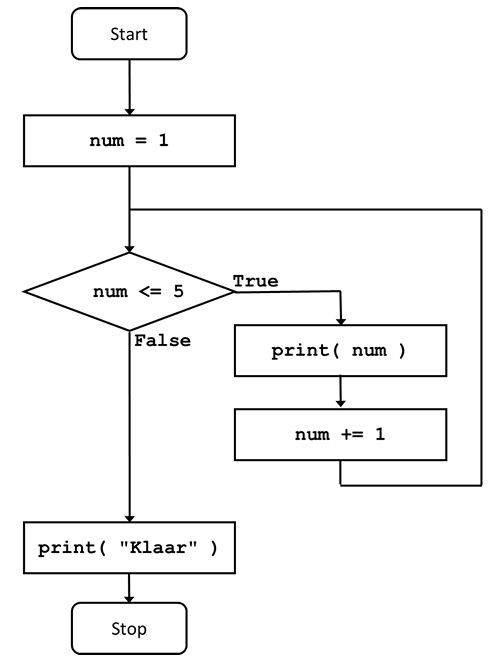 Start
num = 1
num <= 5
True
False
print( num )
num += 1
print( "Klaar" )
Stop